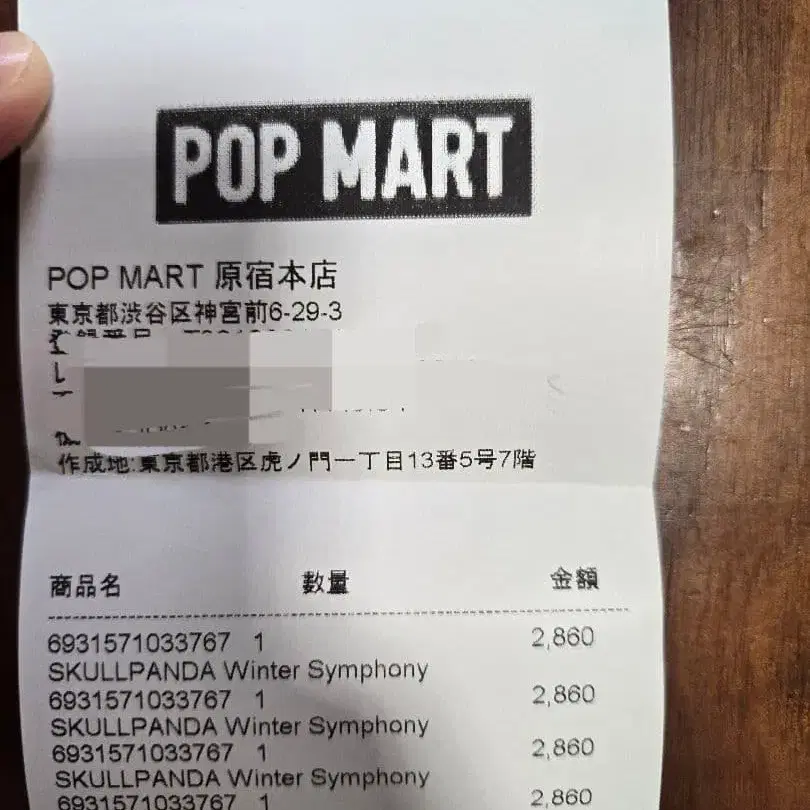 POP MART
POP MART 原宿本店
東京都渋谷区神宮前6-29-3
作成地:東京都港区虎ノ門一丁目13番5号7階
商品名 數量 金額
6931571033767 1 2,860
SKULLPANDA Winter Symphony
6931571033767 1 2,860
SKULLPANDA Winter Symphony
6931571033767 1 2,860
SKULLPANDA Winter Symphony
6931571033767 1 2,860